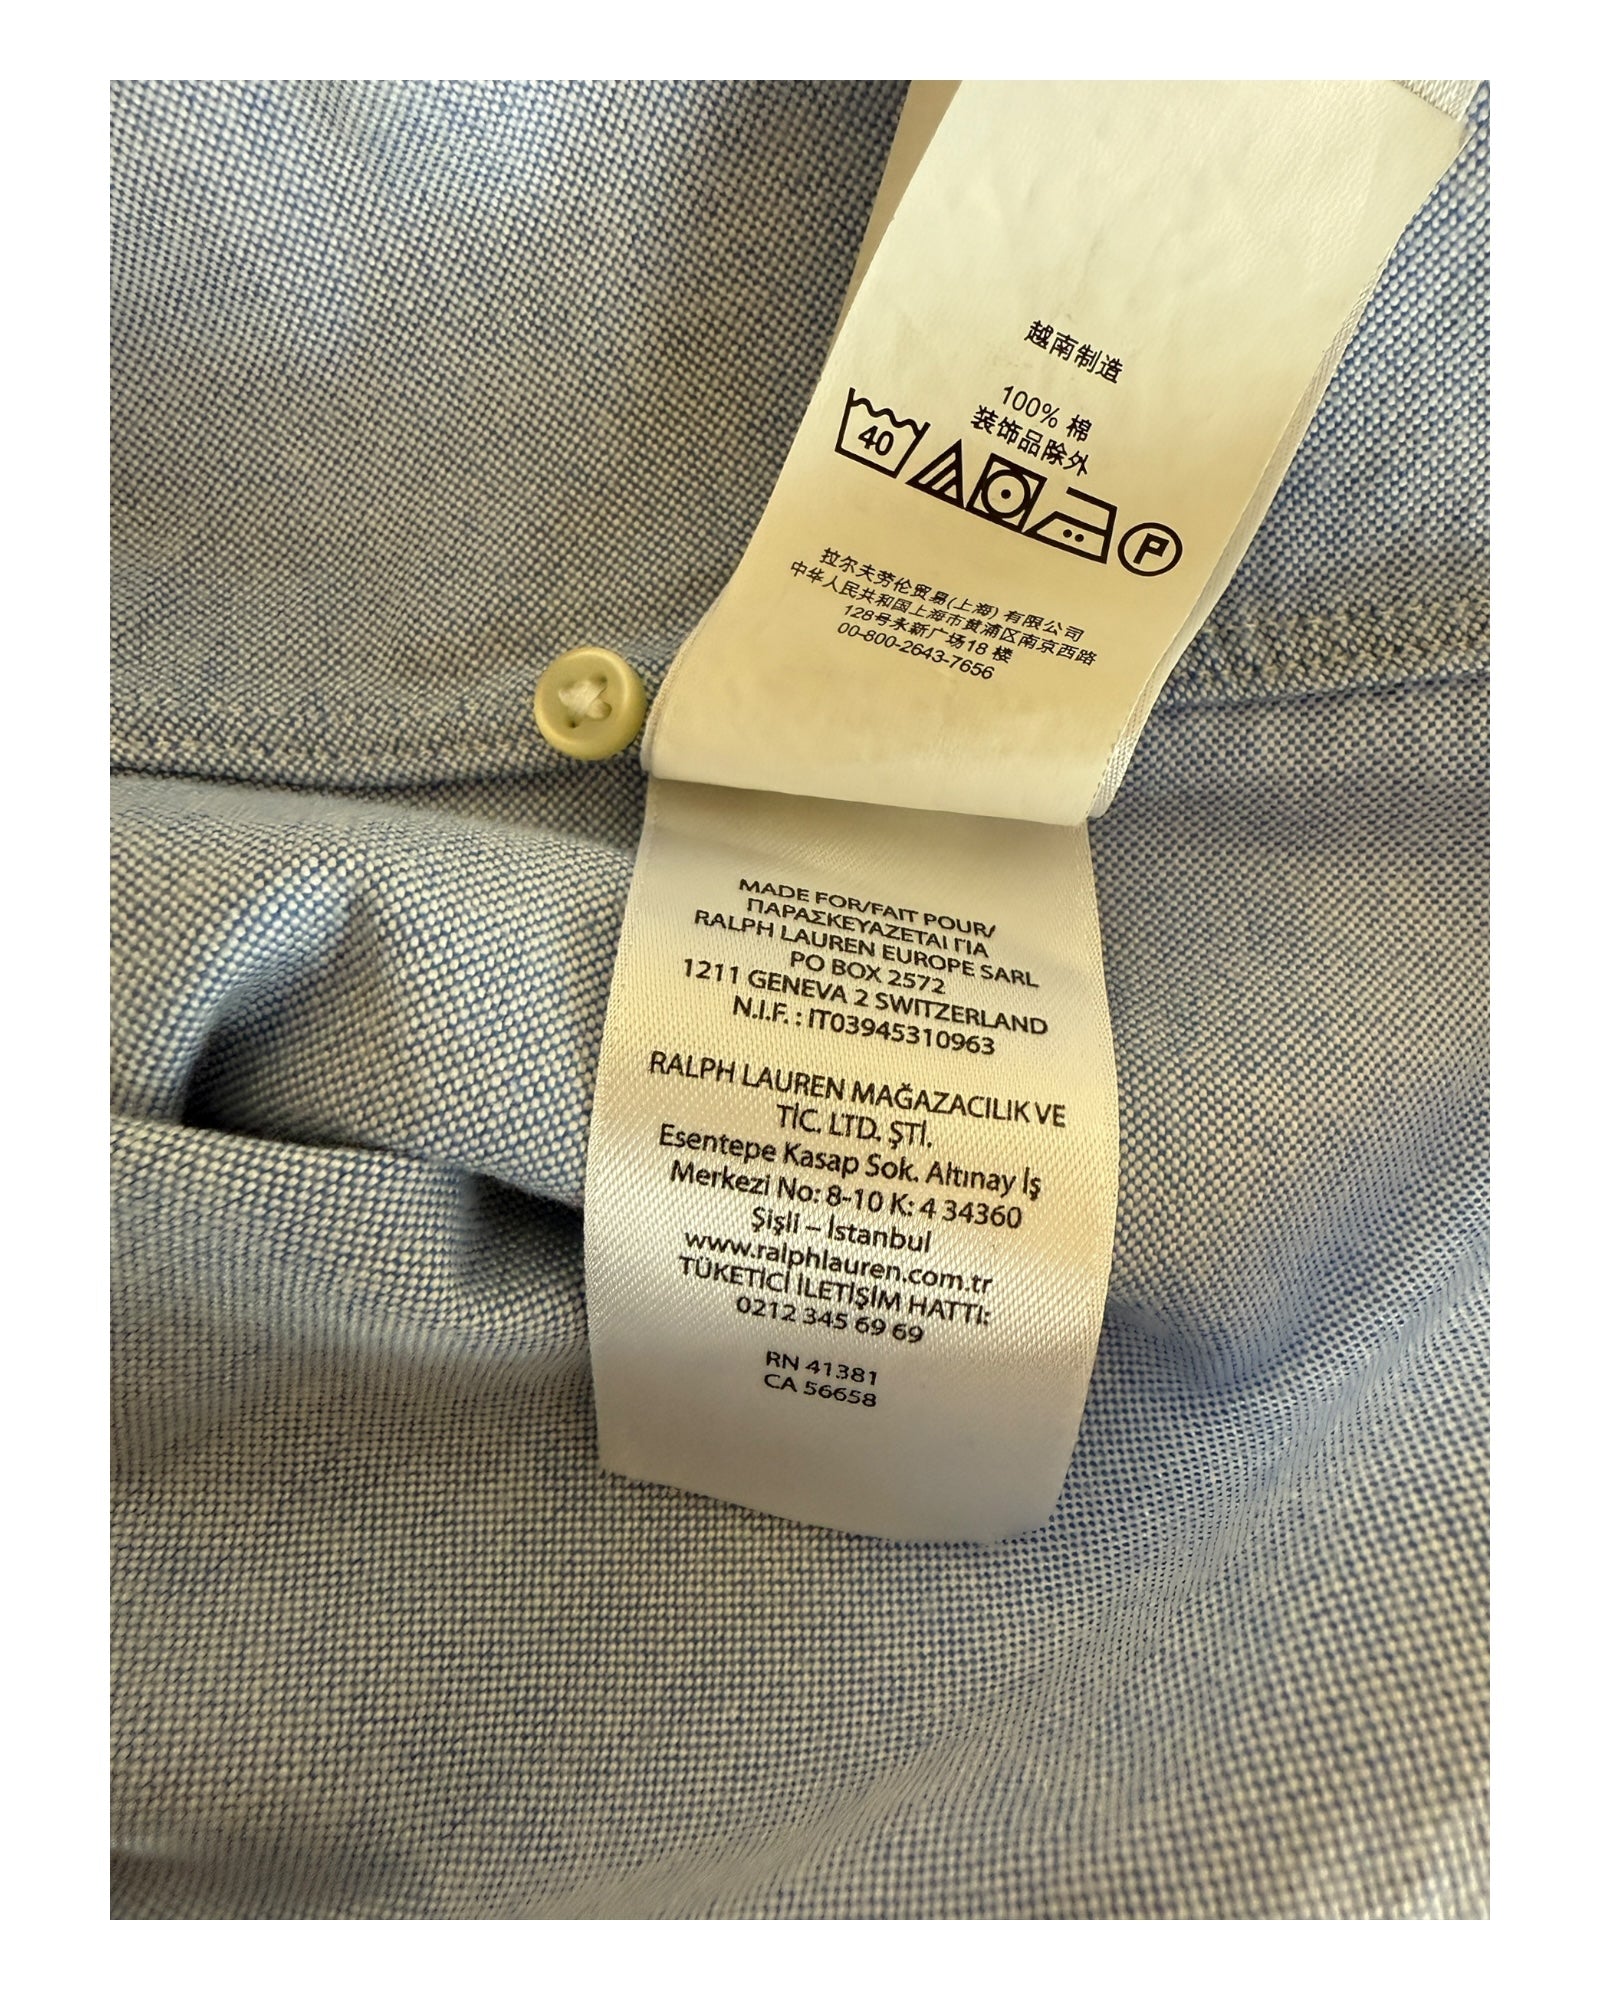 越南制造
100% 棉
装饰品除外
40
P
拉尔夫劳伦贸易(上海) 有限公司
中华人民共和国上海市黄浦区南京西路
128号永新广场18 楼
00-800-2643-7656
MADE FOR/FAIT POUR/
ΠΑΡΑΣΚΕΥΑΖΕΤΑΙ ΓΙΑ
RALPH LAUREN EUROPE SARL
PO BOX 2572
1211 GENEVA 2 SWITZERLAND
N.I.F. : IT03945310963
RALPH LAUREN MAĞAZACILIK VE
TİC. LTD. ŞTİ.
Esentepe Kasap Sok. Altınay İş
Merkezi No: 8-10 K: 4 34360
Şişli – İstanbul
www.ralphlauren.com.tr
TÜKETİCİ İLETİŞİM HATTI:
0212 345 69 69
RN 41381
CA 56658